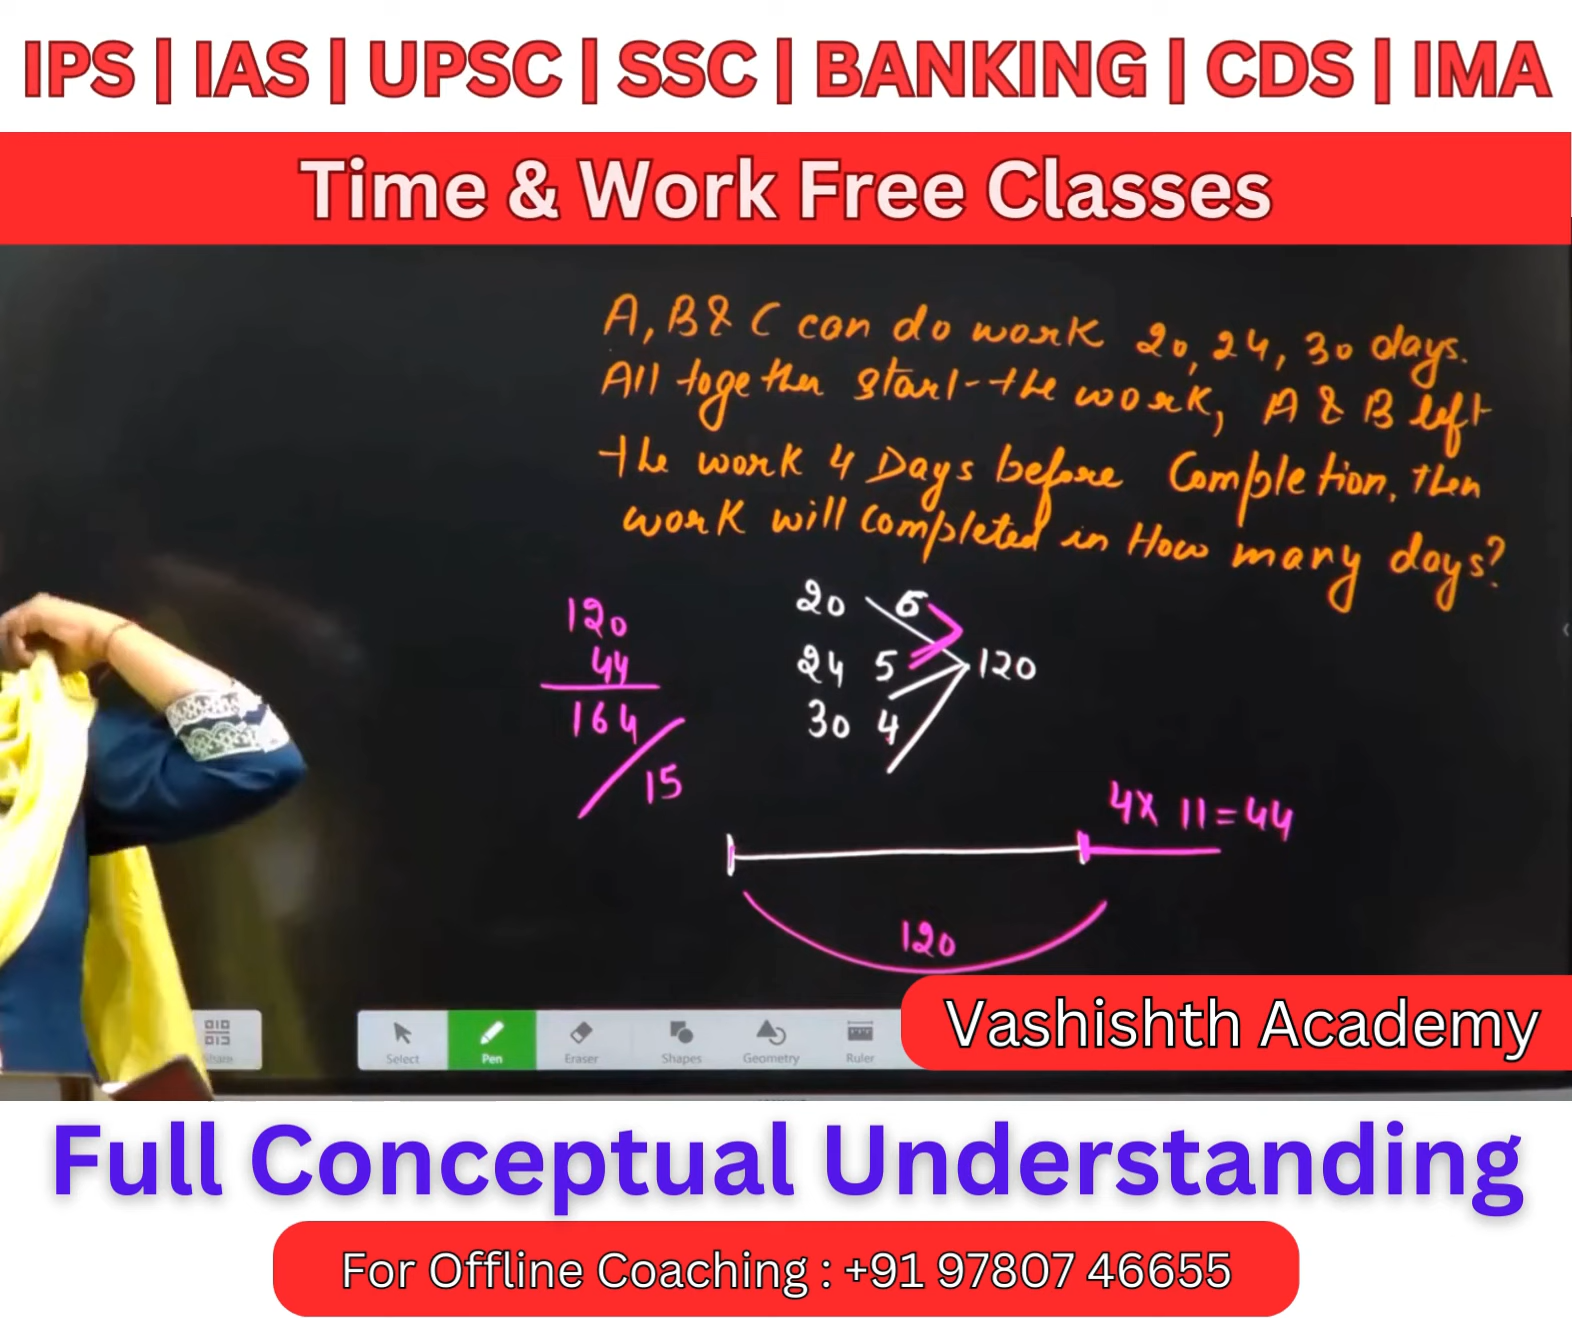 IPS | IAS | UPSC | SSC | BANKING | CDS | IMA
Time & Work Free Classes
A, B & C can do work 20, 24, 30 days.
All together start the work, A & B left
the work 4 Days before Completion, then
work will completed in How many days?
120
44
164
15
20 6
24 5 120
30 4
4x 11=44
120
Share
Select Pen Eraser Shapes Geometry Ruler
Vashishth Academy
Full Conceptual Understanding
For Offline Coaching : +91 97807 46655